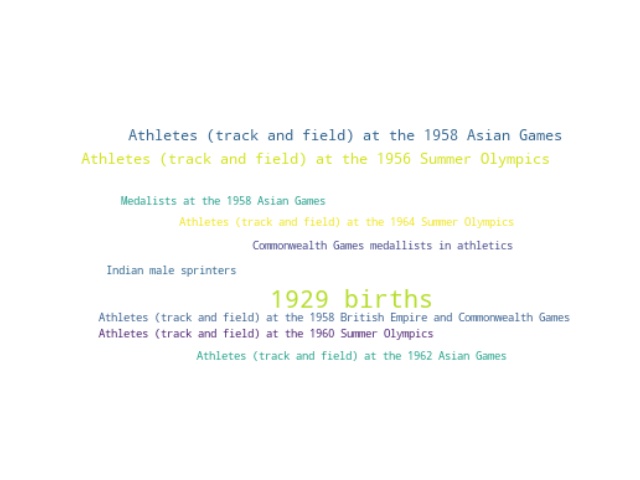 Athletes (track and field) at the 1958 Asian Games
Athletes (track and field) at the 1956 Summer Olympics
Medalists at the 1958 Asian Games
Athletes (track and field) at the 1964 Summer Olympics
Commonwealth Games medallists in athletics
Indian male sprinters
1929 births
Athletes (track and field) at the 1958 British Empire and Commonwealth Games
Athletes (track and field) at the 1960 Summer Olympics
Athletes (track and field) at the 1962 Asian Games